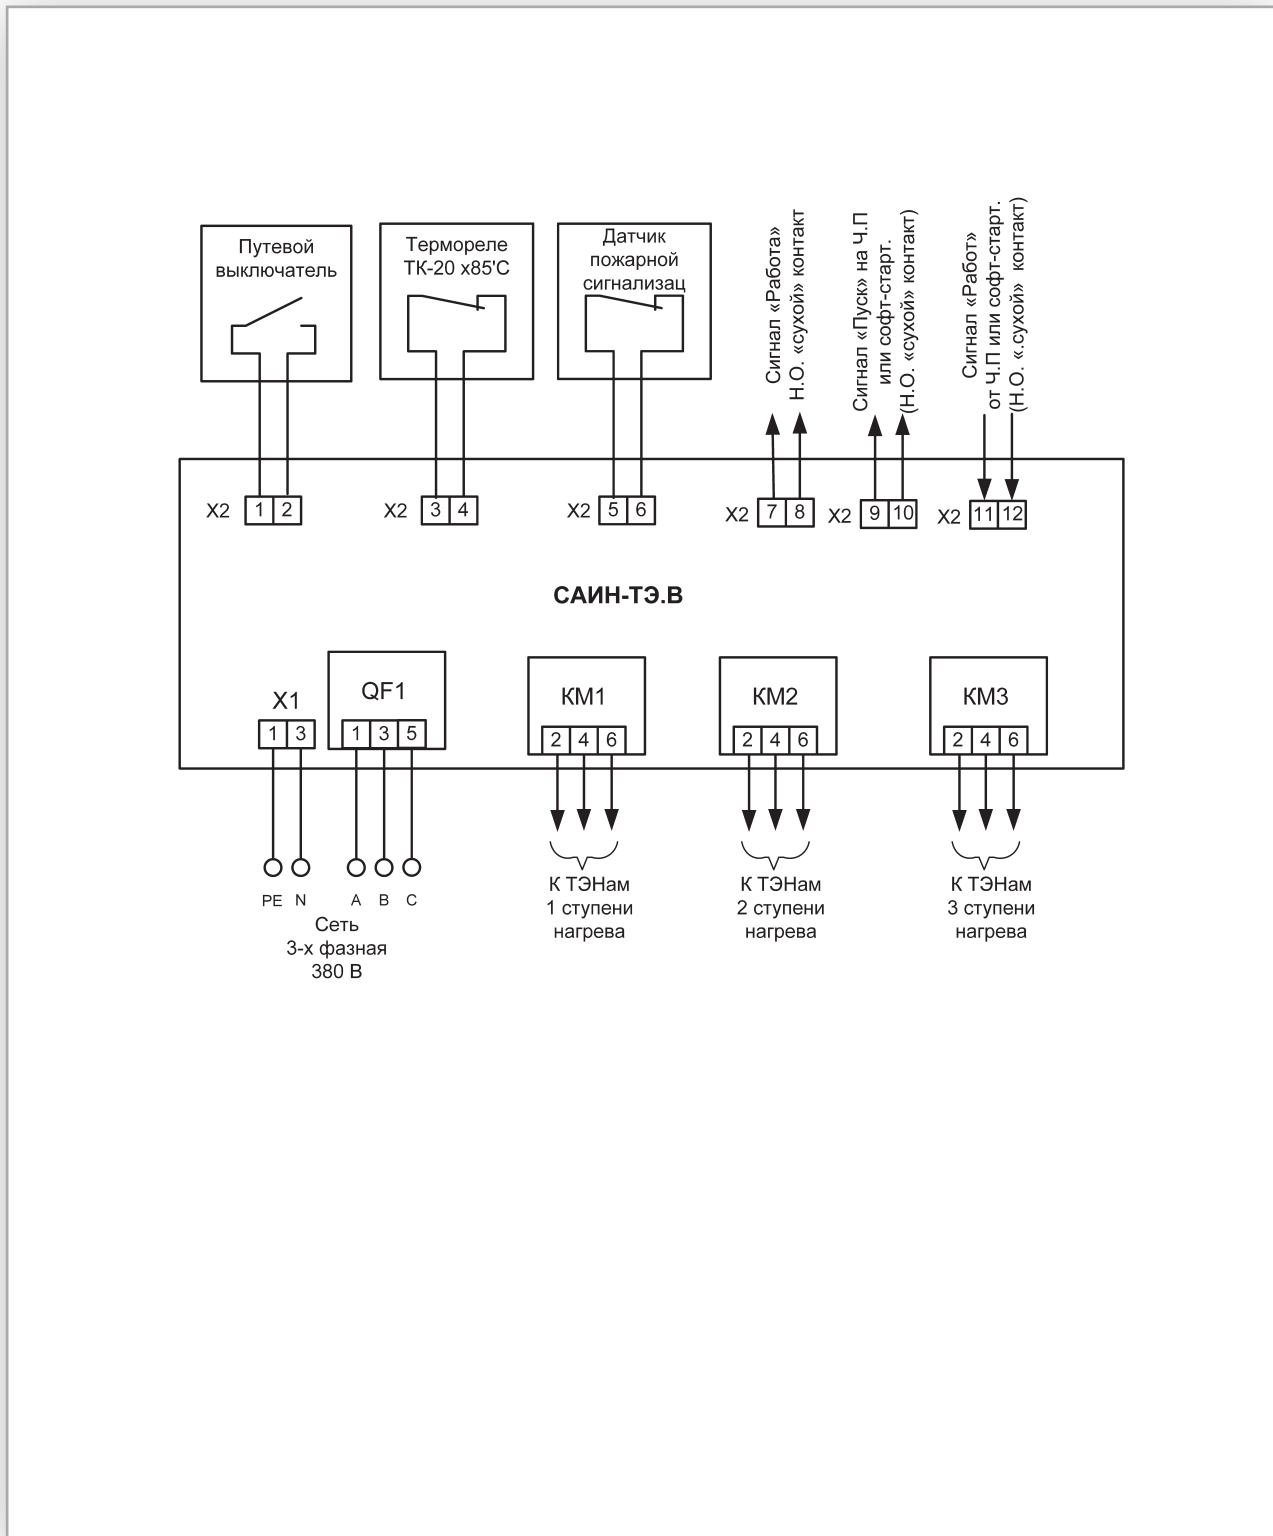 Путевой
выключатель
Термореле
ТК-20 х85'С
Датчик
пожарной
сигнализац
Сигнал «Работа»
Н.О. «сухой» контакт
Сигнал «Пуск» на Ч.П
или софт-старт.
(Н.О. «сухой» контакт)
Сигнал «Работ»
от Ч.П или софт-старт.
(Н.О. «.сухой» контакт)
X2 1 2
X2 3 4
X2 5 6
X2 7 8
X2 9 10
X2 11 12
САИН-ТЭ.В
X1
1 3
QF1
1 3 5
КМ1
2 4 6
КМ2
2 4 6
КМ3
2 4 6
PE N A B C
Сеть
3-х фазная
380 В
К ТЭНам
1 ступени
нагрева
К ТЭНам
2 ступени
нагрева
К ТЭНам
3 ступени
нагрева